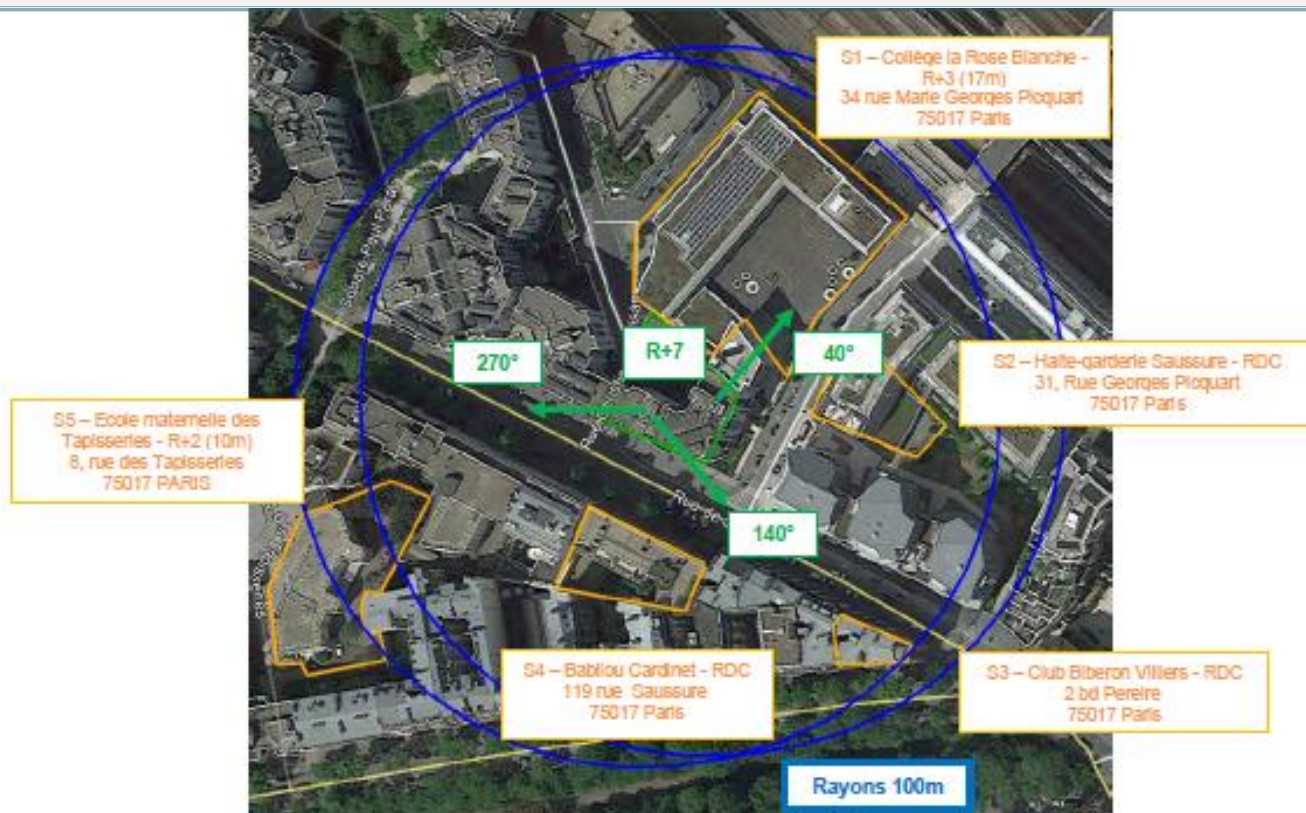 S1 – Collège la Rose Blanche -
R+3 (17m)
34 rue Marie Georges Picquart
75017 Paris
270°
R+7
40°
S2 – Halte-garderie Saussure - RDC
31, Rue Georges Picquart
75017 Paris
S5 – Ecole maternelle des
Tapisseries - R+2 (10m)
8, rue des Tapisseries
75017 PARIS
Rue-de-
140°
S4 – Babilou Cardinet - RDC
119 rue Saussure
75017 Paris
S3 – Club Biberon Villiers - RDC
2 bd Pereire
75017 Paris
Rayons 100m